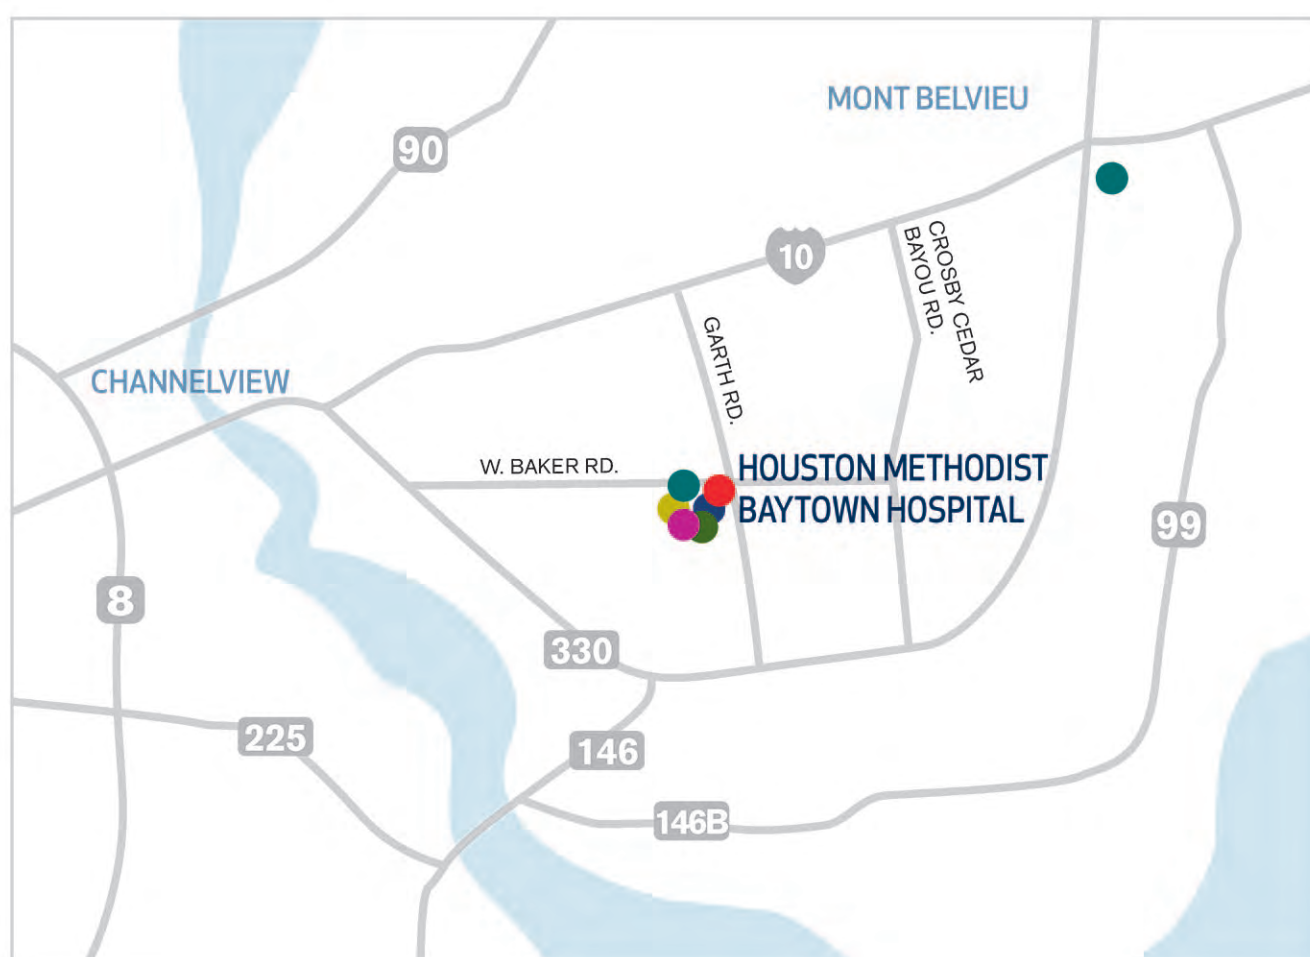 MONT BELVIEU
90
10
CROSBY CEDAR
BAYOU RD.
GARTH RD.
CHANNELVIEW
W. BAKER RD.
HOUSTON METHODIST
BAYTOWN HOSPITAL
99
8
330
225
146
146B